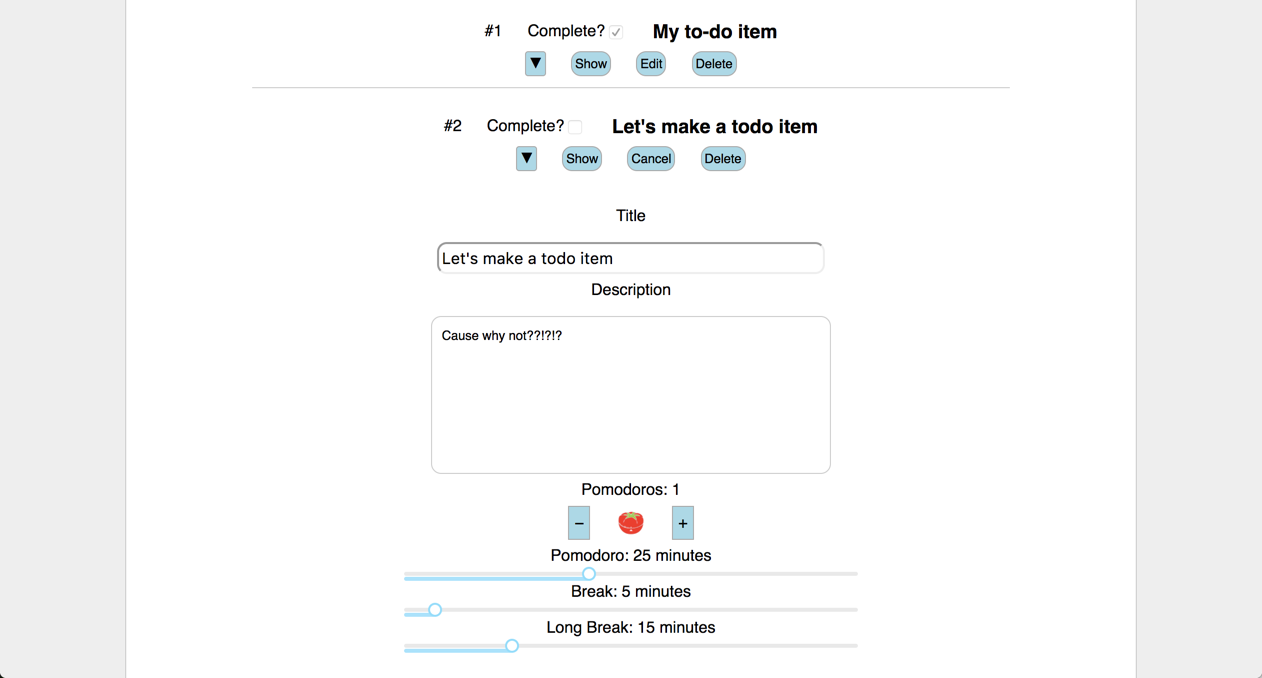 #1 Complete? My to-do item
▼ Show Edit Delete
#2 Complete? Let's make a todo item
▼ Show Cancel Delete
Title
Let's make a todo item
Description
Cause why not??!?!?
Pomodoros: 1
− +
Pomodoro: 25 minutes
Break: 5 minutes
Long Break: 15 minutes